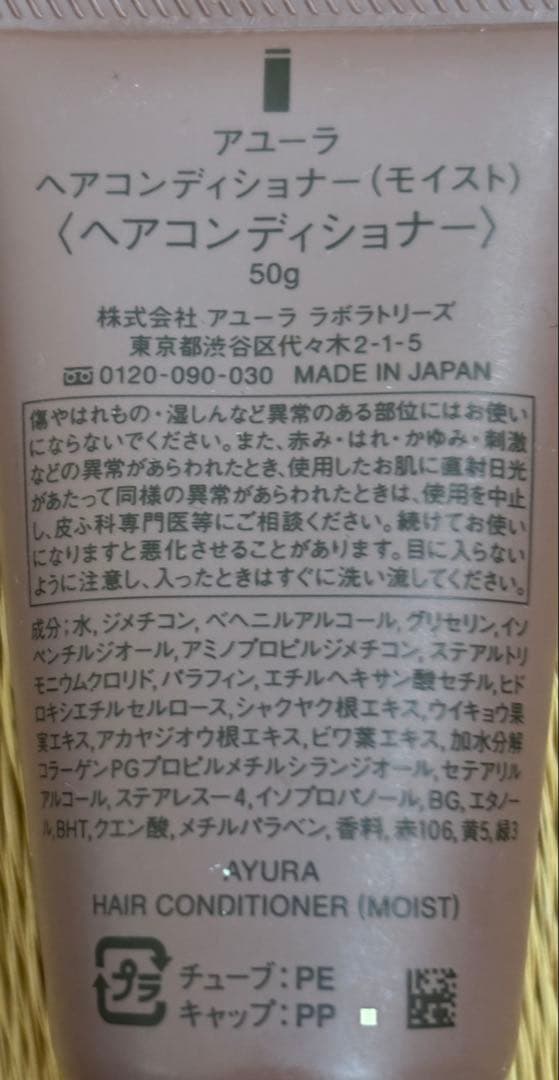 アユーラ
ヘアコンディショナー(モイスト)
〈ヘアコンディショナー〉
50g
株式会社 アユーラ ラボラトリーズ
東京都渋谷区代々木2-1-5
0120-090-030 MADE IN JAPAN
傷やはれもの・湿しんなど異常のある部位にはお使い
にならないでください。また、赤み・はれ・かゆみ・刺激
などの異常があらわれたとき、使用したお肌に直射日光
があたって同様の異常があらわれたときは、使用を中止
し、皮ふ科専門医等にご相談ください。続けてお使い
になりますと悪化させることがあります。目に入らない
ように注意し、入ったときはすぐに洗い流してください。
成分;水,ジメチコン,ベヘニルアルコール,グリセリン,イソ
ペンチルジオール,アミノプロピルジメチコン,ステアルトリ
モニウムクロリド,パラフィン,エチルヘキサン酸セチル,ヒド
ロキシエチルセルロース,シャクヤク根エキス,ウイキョウ果
実エキス,アカヤジオウ根エキス,ビワ葉エキス,加水分解
コラーゲンPGプロピルメチルシランジオール,セテアリル
アルコール,ステアレスー4,イソプロパノール,BG,エタノー
ル,BHT,クエン酸,メチルパラベン,香料,赤106,黄5,緑3
AYURA
HAIR CONDITIONER (MOIST)
プラ
チューブ:PE
キャップ:PP